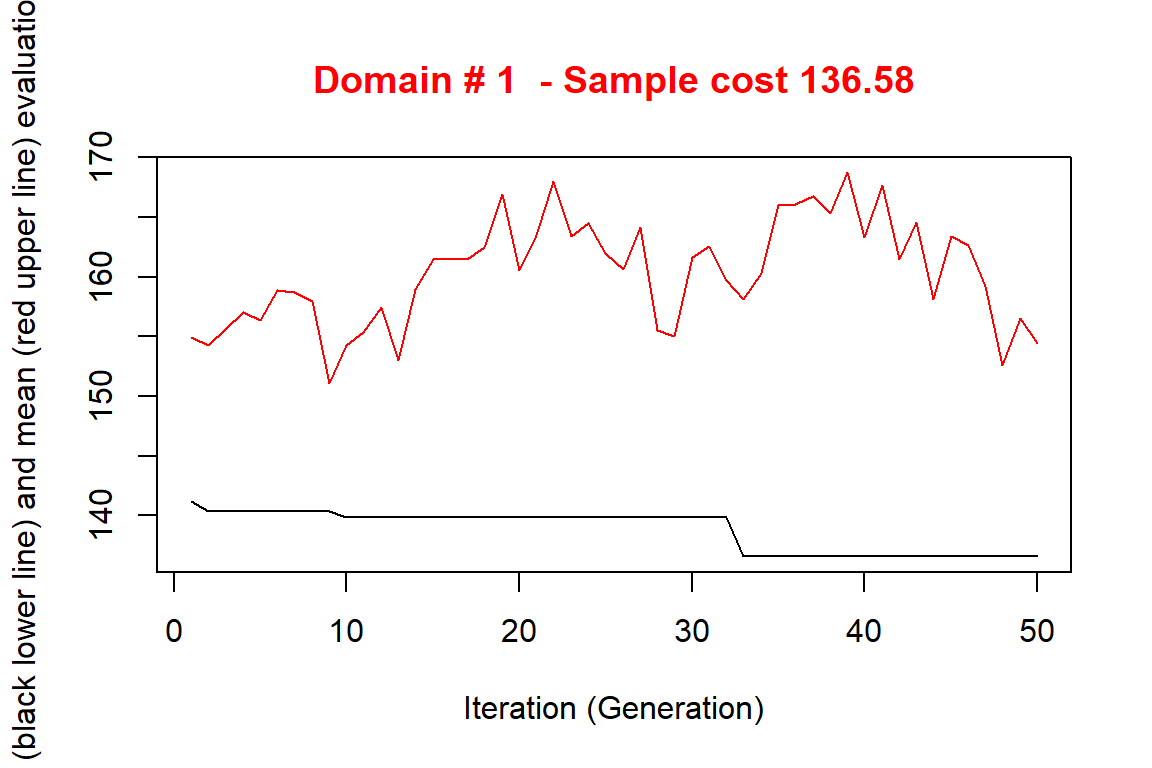 Domain # 1  - Sample cost 136.58
(black lower line) and mean (red upper line) evaluatio
170
160
150
140
0 10 20 30 40 50
Iteration (Generation)